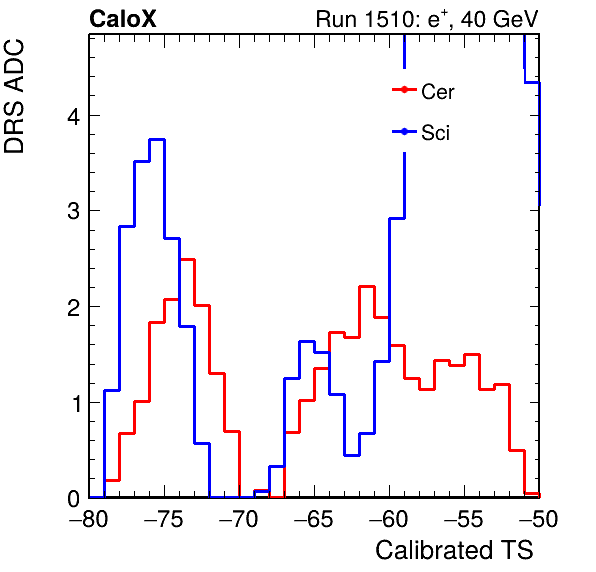 CaloX Run 1510: e⁺, 40 GeV
DRS ADC
Cer
Sci
4
3
2
1
0
−80 −75 −70 −65 −60 −55 −50
Calibrated TS